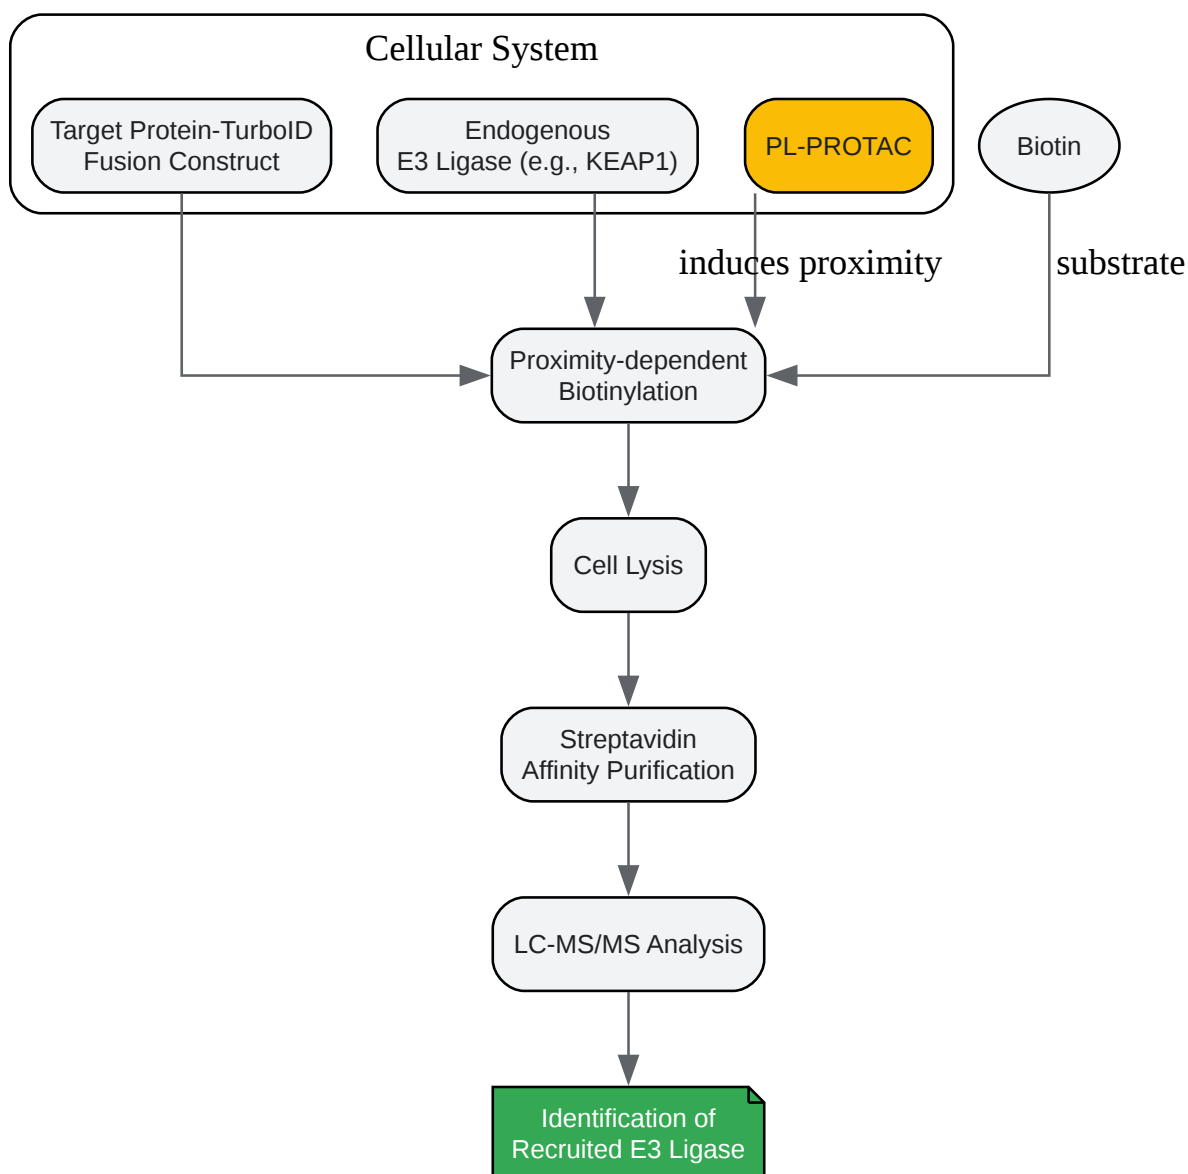 Cellular System
Target Protein-TurboID
Fusion Construct
Endogenous
E3 Ligase (e.g., KEAP1)
PL-PROTAC
Biotin
induces proximity
substrate
Proximity-dependent
Biotinylation
Cell Lysis
Streptavidin
Affinity Purification
LC-MS/MS Analysis
Identification of
Recruited E3 Ligase